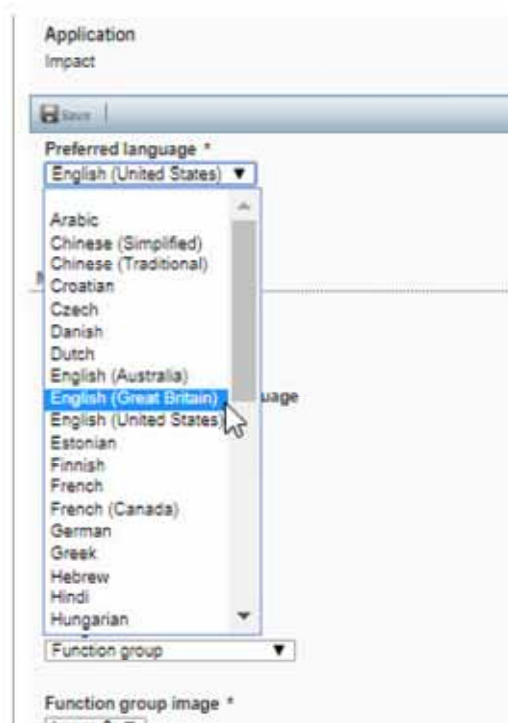 Application
Impact
Save
Preferred language *
English (United States) ▼
Arabic
Chinese (Simplified)
Chinese (Traditional)
Croatian
Czech
Danish
Dutch
English (Australia)
English (Great Britain)
uage
English (United States)
Estonian
Finnish
French
French (Canada)
German
Greek
Hebrew
Hindi
Hungarian
Function group ▼
Function group image *